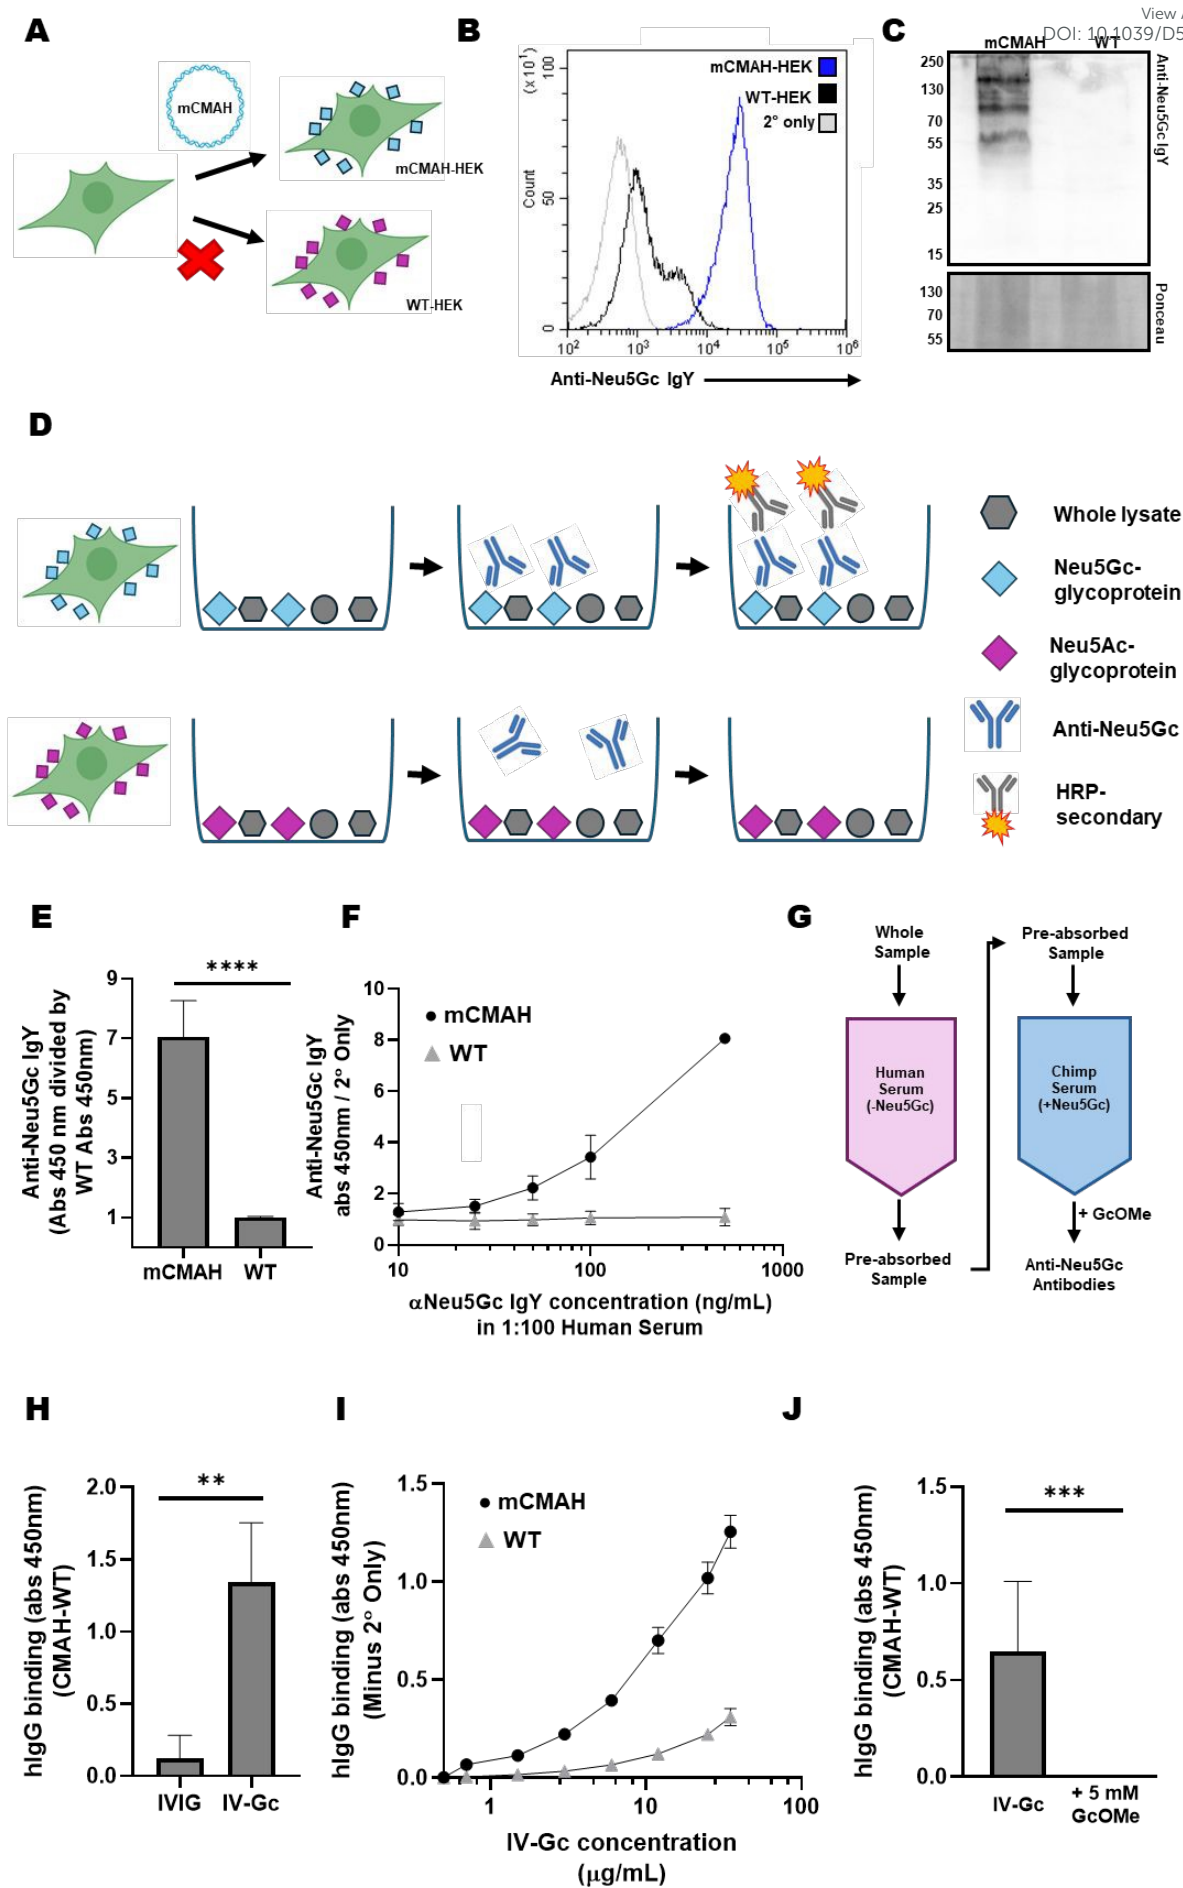 View
DOI: 10.1039/D5
A
mCMAH
mCMAH-HEK
WT-HEK
B
(x 10¹)
100
50
0
Count
mCMAH-HEK
WT-HEK
2° only
10² 10³ 10⁴ 10⁵ 10⁶
Anti-Neu5Gc IgY
C
mCMAH WT
250
130
70
55
35
25
15
Anti-Neu5Gc IgY
130
70
55
Ponceau
D
Whole lysate
Neu5Gc-
glycoprotein
Neu5Ac-
glycoprotein
Anti-Neu5Gc
HRP-
secondary
E
Anti-Neu5Gc IgY
(Abs 450 nm divided by
WT Abs 450nm)
9
7
5
3
1
****
mCMAH WT
F
Anti-Neu5Gc IgY
abs 450nm / 2° Only
10
8
6
4
2
0
mCMAH
WT
10 100 1000
αNeu5Gc IgY concentration (ng/mL)
in 1:100 Human Serum
G
Whole
Sample
Human
Serum
(-Neu5Gc)
Pre-absorbed
Sample
Pre-absorbed
Sample
Chimp
Serum
(+Neu5Gc)
+ GcOMe
Anti-Neu5Gc
Antibodies
H
hIgG binding (abs 450nm)
(CMAH-WT)
2.0
1.5
1.0
0.5
0.0
**
IVIG IV-Gc
I
hIgG binding (abs 450nm)
(Minus 2° Only)
1.5
1.0
0.5
0.0
mCMAH
WT
1 10 100
IV-Gc concentration
(μg/mL)
J
hIgG binding (abs 450nm)
(CMAH-WT)
1.5
1.0
0.5
0.0
***
IV-Gc
+ 5 mM
GcOMe